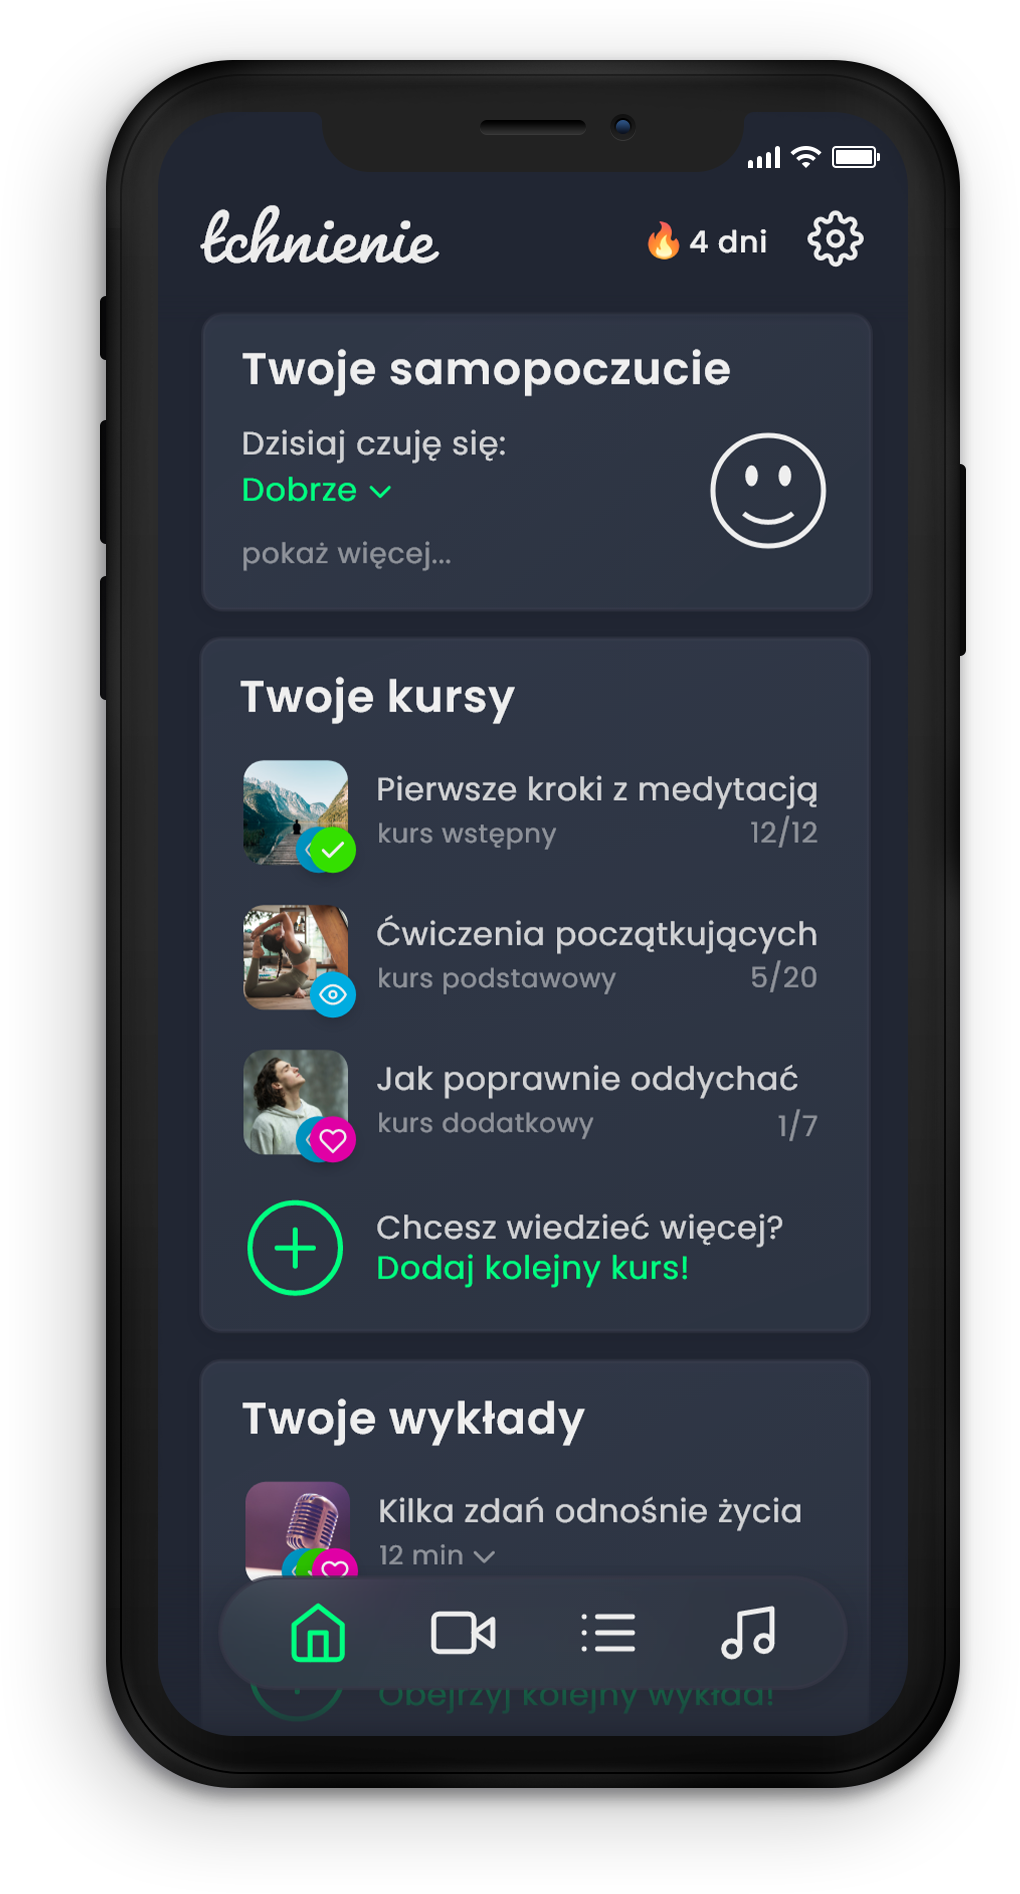 tchnienie
🔥 4 dni
Twoje samopoczucie
Dzisiaj czuję się:
Dobrze
pokaż więcej...
Twoje kursy
Pierwsze kroki z medytacją
kurs wstępny 12/12
Ćwiczenia początkujących
kurs podstawowy 5/20
Jak poprawnie oddychać
kurs dodatkowy 1/7
Chcesz wiedzieć więcej?
Dodaj kolejny kurs!
Twoje wykłady
Kilka zdań odnośnie życia
12 min
Obejrzyj kolejny wykład!